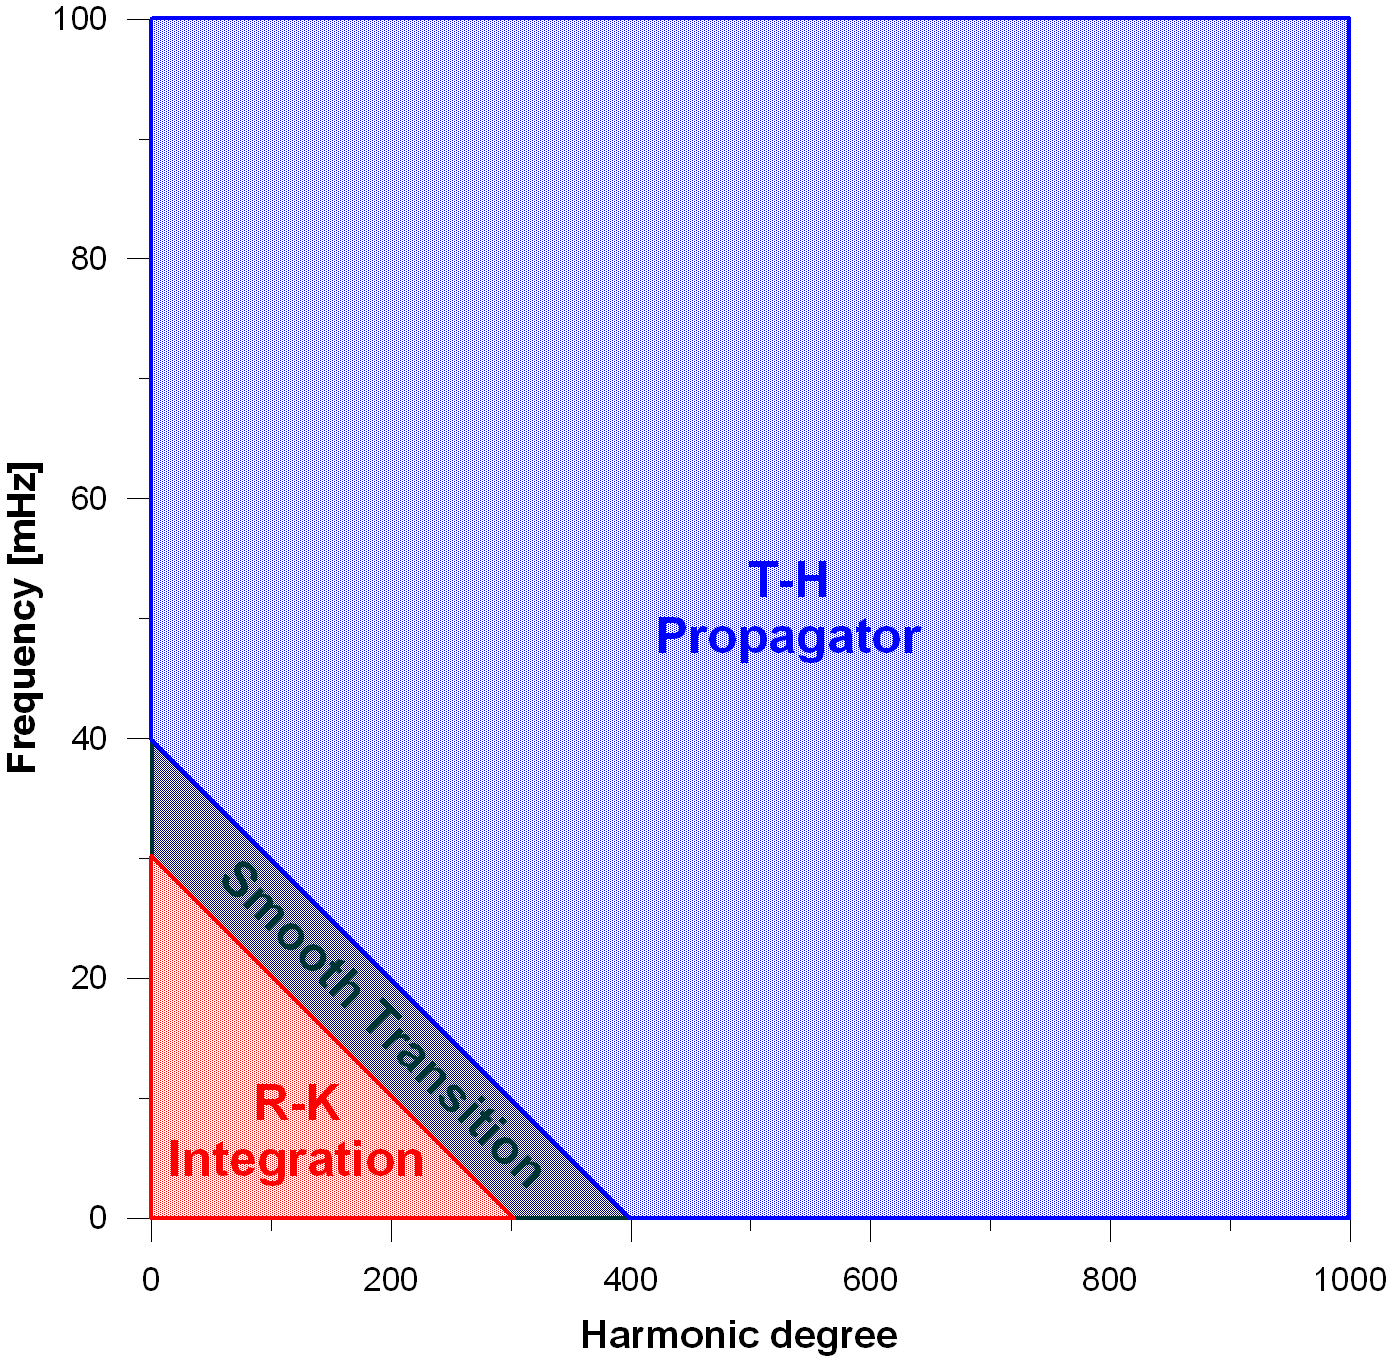 100
80
60
40
20
0
Frequency [mHz]
T-H
Propagator
Smooth Transition
R-K
Integration
0 200 400 600 800 1000
Harmonic degree